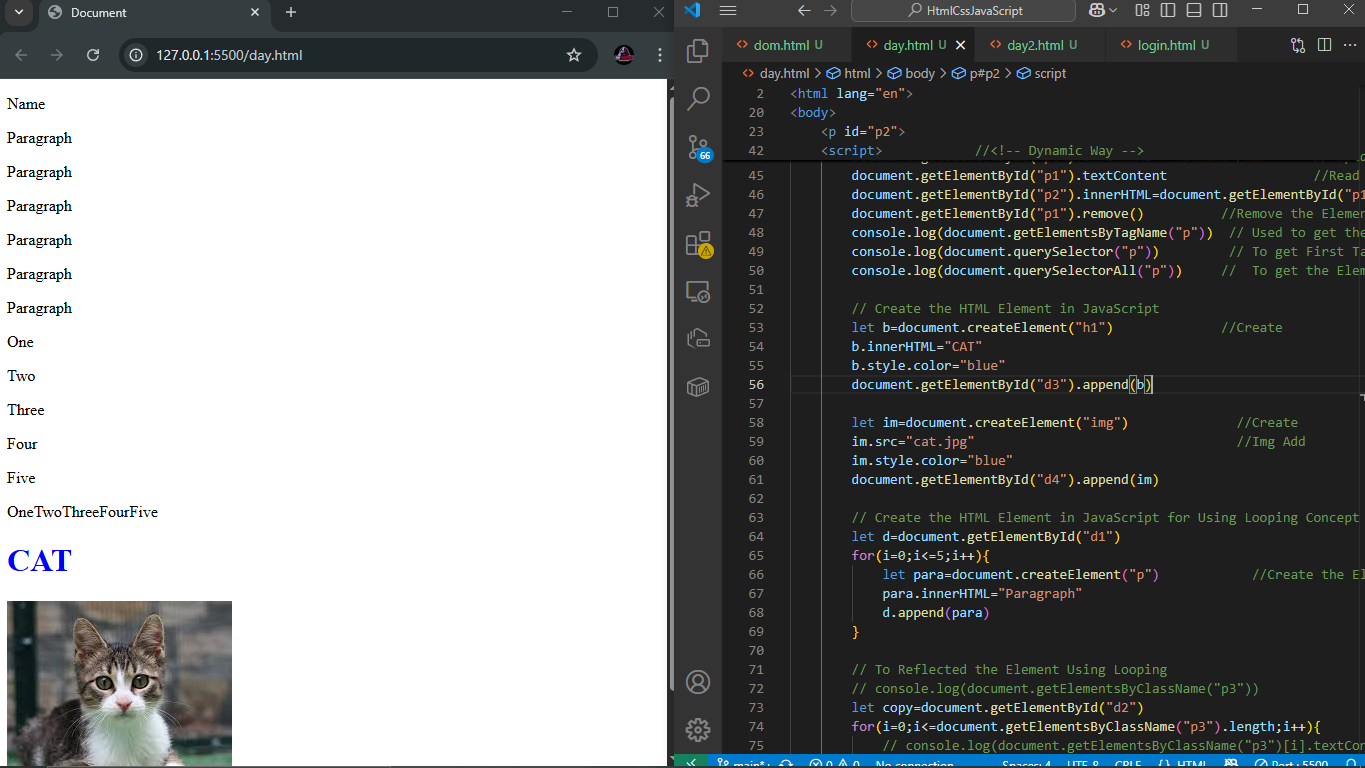 Document
127.0.0.1:5500/day.html
Name
Paragraph
Paragraph
Paragraph
Paragraph
Paragraph
Paragraph
One
Two
Three
Four
Five
OneTwoThreeFourFive
CAT
HtmlCssJavaScript
dom.html U
day.html U
day2.html U
login.html U
day.html > html > body > p#p2 > script
66
2 <html lang="en">
20 <body>
23 <p id="p2">
42 <script> //<!-- Dynamic Way -->
45 document.getElementById("p1").textContent //Read
46 document.getElementById("p2").innerHTML=document.getElementById("p1
47 document.getElementById("p1").remove() //Remove the Elemen
48 console.log(document.getElementsByTagName("p")) // Used to get the
49 console.log(document.querySelector("p")) // To get First Ta
50 console.log(document.querySelectorAll("p")) // To get the Elem
51
52 // Create the HTML Element in JavaScript
53 let b=document.createElement("h1") //Create
54 b.innerHTML="CAT"
55 b.style.color="blue"
56 document.getElementById("d3").append(b)
57
58 let im=document.createElement("img") //Create
59 im.src="cat.jpg" //Img Add
60 im.style.color="blue"
61 document.getElementById("d4").append(im)
62
63 // Create the HTML Element in JavaScript for Using Looping Concept
64 let d=document.getElementById("d1")
65 for(i=0;i<=5;i++){
66 let para=document.createElement("p") //Create the El
67 para.innerHTML="Paragraph"
68 d.append(para)
69 }
70
71 // To Reflected the Element Using Looping
72 // console.log(document.getElementsByClassName("p3"))
73 let copy=document.getElementById("d2")
74 for(i=0;i<=document.getElementsByClassName("p3").length;i++){
75 // console.log(document.getElementsByClassName("p3")[i].textCon
main* 0 0 No connection Spaces: 4 UTF-8 CRLF {} HTML Port : 5500